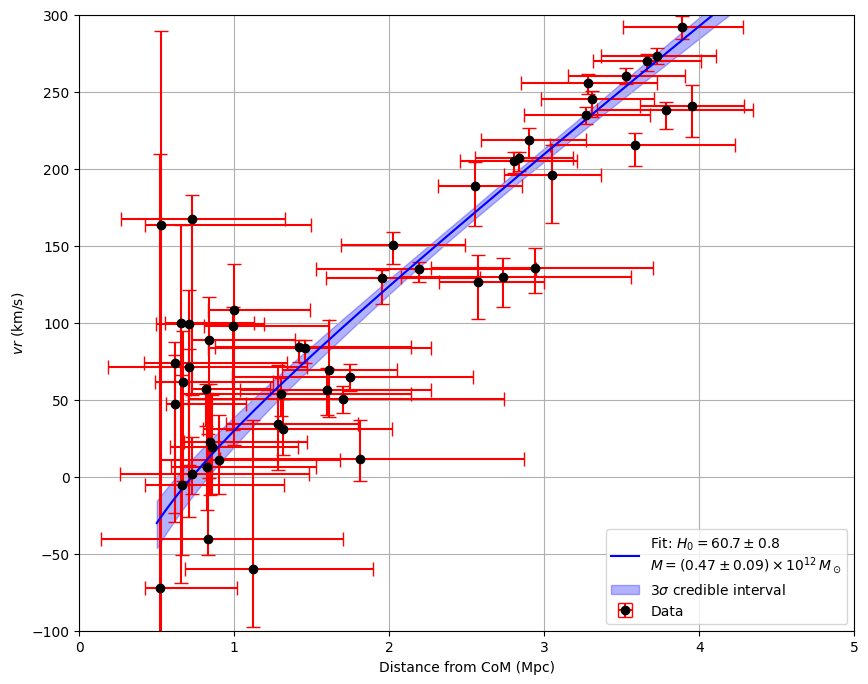 300
250
200
150
100
50
0
−50
−100
vr (km/s)
0 1 2 3 4 5
Distance from CoM (Mpc)
Fit: H₀ = 60.7 ± 0.8
M = (0.47 ± 0.09) × 10¹² M⊙
3σ credible interval
Data